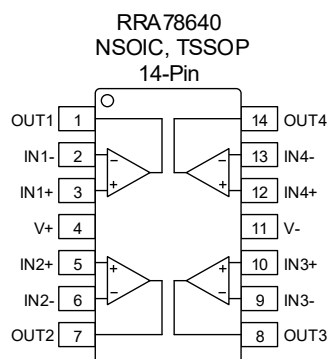 RRA78640
NSOIC, TSSOP
14-Pin
OUT1 1 14 OUT4
IN1- 2 − − 13 IN4-
IN1+ 3 + + 12 IN4+
V+ 4 11 V-
IN2+ 5 + + 10 IN3+
IN2- 6 − − 9 IN3-
OUT2 7 8 OUT3